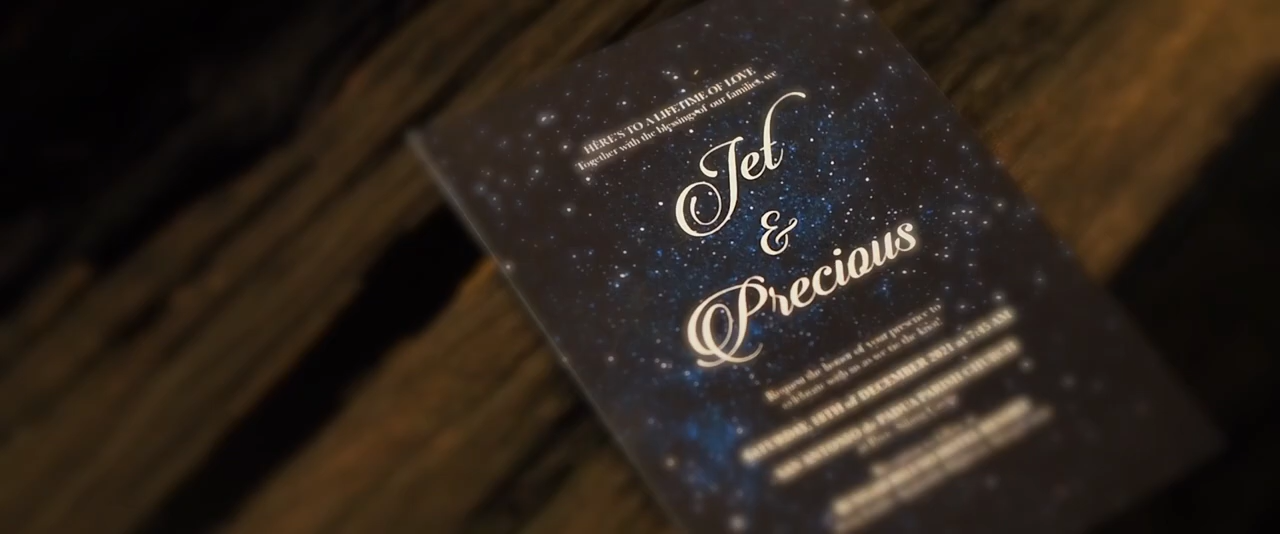 HERE'S TO A LIFETIME OF LOVE
Together with the blessings of our families, we
Jet
&
Precious
Request the honor of your presence to
celebrate with us as we tie the knot!
SATURDAY, 18TH of DECEMBER 2021 at 7:45 AM
SAN ANTONIO de PADUA PARISH CHURCH